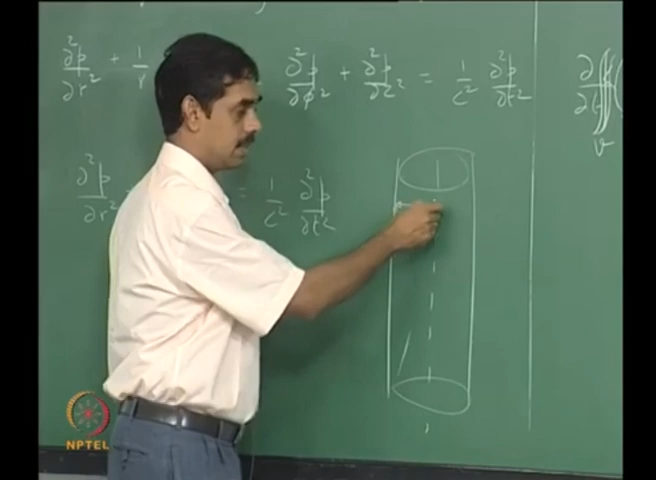 ∂²p/∂r² + 1/r ∂²p/∂ϕ² + ∂²p/∂z² = 1/c² ∂²p/∂t²
∂²p/∂r² = 1/c² ∂²p/∂t²
NPTEL